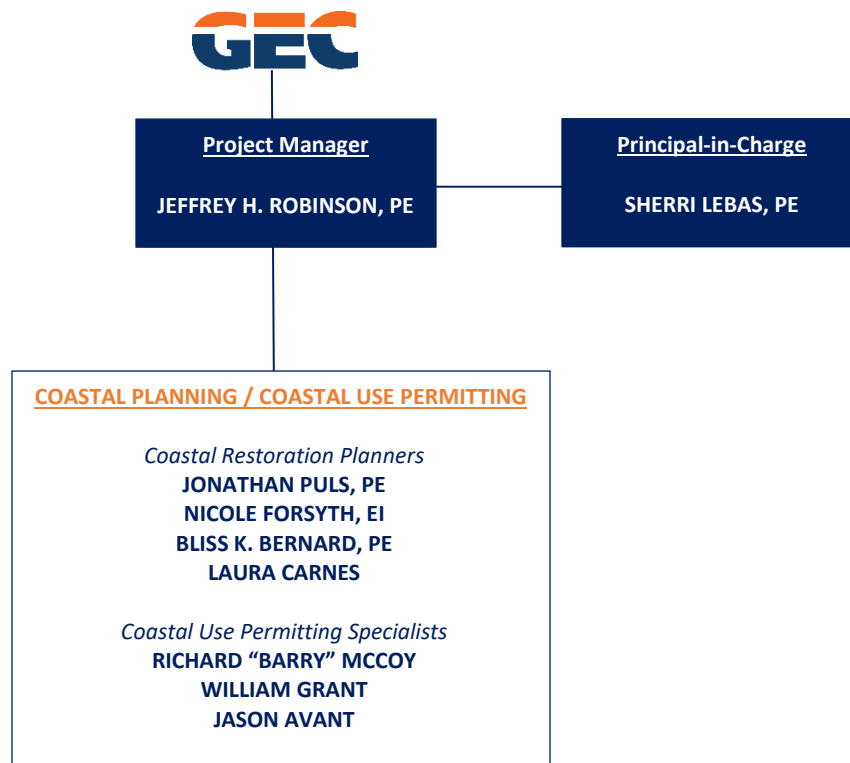 GEC
Project Manager
JEFFREY H. ROBINSON, PE
Principal-in-Charge
SHERRI LEBAS, PE
COASTAL PLANNING / COASTAL USE PERMITTING
Coastal Restoration Planners
JONATHAN PULS, PE
NICOLE FORSYTH, EI
BLISS K. BERNARD, PE
LAURA CARNES
Coastal Use Permitting Specialists
RICHARD “BARRY” MCCOY
WILLIAM GRANT
JASON AVANT